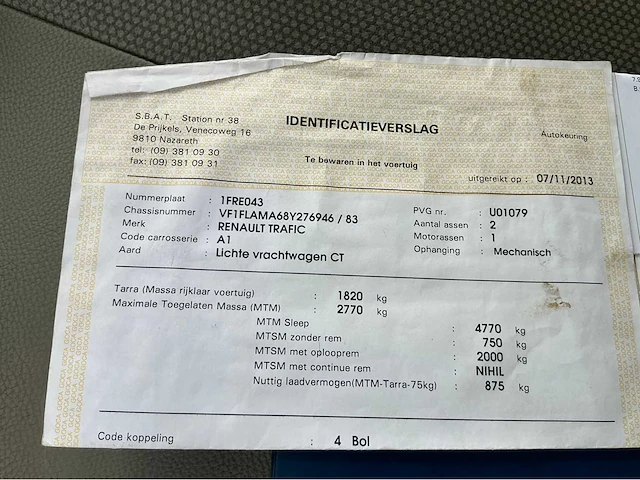 S.B.A.T. Station nr 38
De Prijkels, Venecoweg 16
9810 Nazareth
tel: (09) 381 09 30
fax: (09) 381 09 31
IDENTIFICATIEVERSLAG
Autokeuring
Te bewaren in het voertuig
uitgereikt op : 07/11/2013
Nummerplaat : 1FRE043
Chassisnummer : VF1FLAMA68Y276946 / 83
Merk : RENAULT TRAFIC
Code carrosserie : A1
Aard : Lichte vrachtwagen CT
PVG nr. : U01079
Aantal assen : 2
Motorassen : 1
Ophanging : Mechanisch
Tarra (Massa rijklaar voertuig) : 1820 kg
Maximale Toegelaten Massa (MTM) : 2770 kg
MTM Sleep : 4770 kg
MTSM zonder rem : 750 kg
MTSM met oplooprem : 2000 kg
MTSM met continue rem : NIHIL
Nuttig laadvermogen(MTM-Tarra-75kg) : 875 kg
Code koppeling : 4 Bol